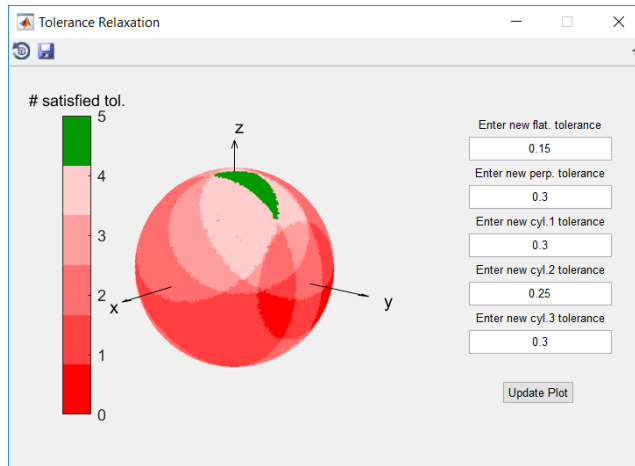 Tolerance Relaxation
# satisfied tol.
5
4
3
2
1
0
z
x
y
Enter new flat. tolerance
0.15
Enter new perp. tolerance
0.3
Enter new cyl.1 tolerance
0.3
Enter new cyl.2 tolerance
0.25
Enter new cyl.3 tolerance
0.3
Update Plot